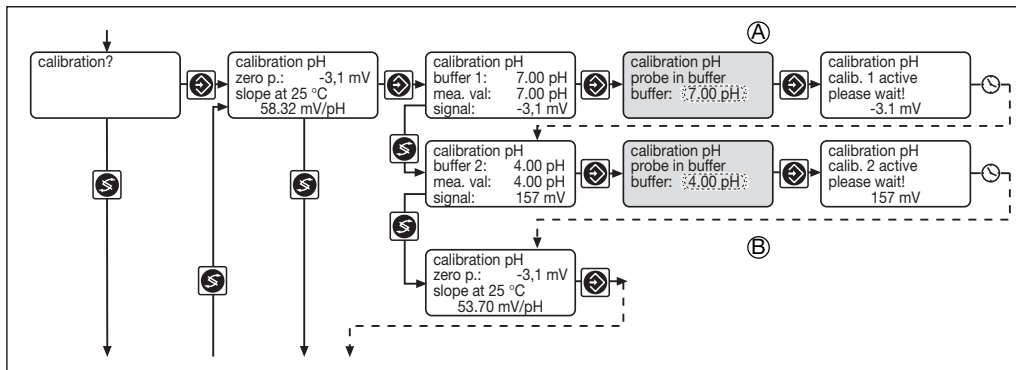 A
calibration?
calibration pH
zero p.: -3,1 mV
slope at 25 °C
58.32 mV/pH
calibration pH
buffer 1: 7.00 pH
mea. val: 7.00 pH
signal: -3,1 mV
calibration pH
probe in buffer
buffer: 7.00 pH
calibration pH
calib. 1 active
please wait!
-3.1 mV
calibration pH
buffer 2: 4.00 pH
mea. val: 4.00 pH
signal: 157 mV
calibration pH
probe in buffer
buffer: 4.00 pH
calibration pH
calib. 2 active
please wait!
157 mV
B
calibration pH
zero p.: -3,1 mV
slope at 25 °C
53.70 mV/pH